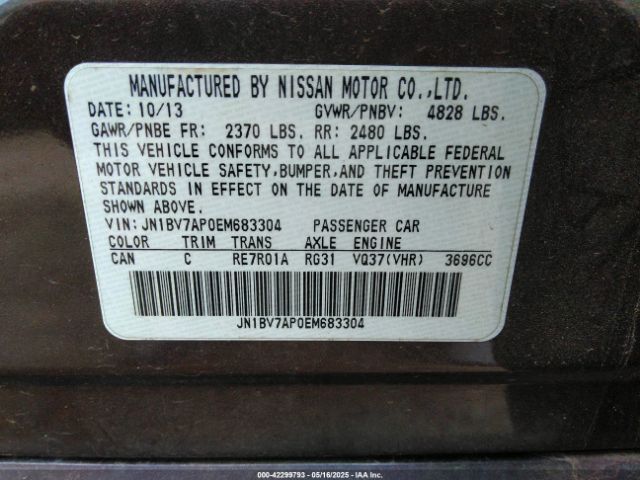 MANUFACTURED BY NISSAN MOTOR CO.,LTD.
DATE: 10/13 GVWR/PNBV: 4828 LBS.
GAWR/PNBE FR: 2370 LBS. RR: 2480 LBS.
THIS VEHICLE CONFORMS TO ALL APPLICABLE FEDERAL
MOTOR VEHICLE SAFETY,BUMPER,AND THEFT PREVENTION
STANDARDS IN EFFECT ON THE DATE OF MANUFACTURE
SHOWN ABOVE.
VIN:JN1BV7AP0EM683304 PASSENGER CAR
COLOR TRIM TRANS AXLE ENGINE
CAN C RE7R01A RG31 VQ37(VHR) 3696CC
JN1BV7AP0EM683304
000-42299793 - 05/16/2025 - IAA Inc.